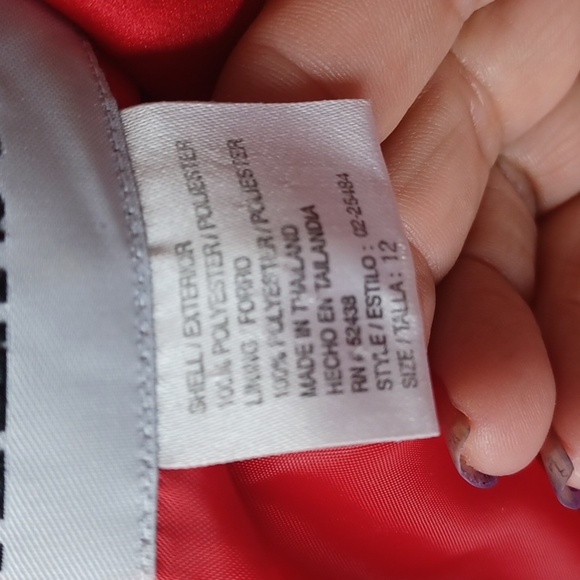 SHELL / EXTERIOR
100% POLYESTER / POLIESTER
LINING / FORRO
100% POLYESTER / POLIESTER
MADE IN THAILAND
HECHO EN TAILANDIA
RN # 52438
STYLE / ESTILO : 02-25484
SIZE / TALLA : 12